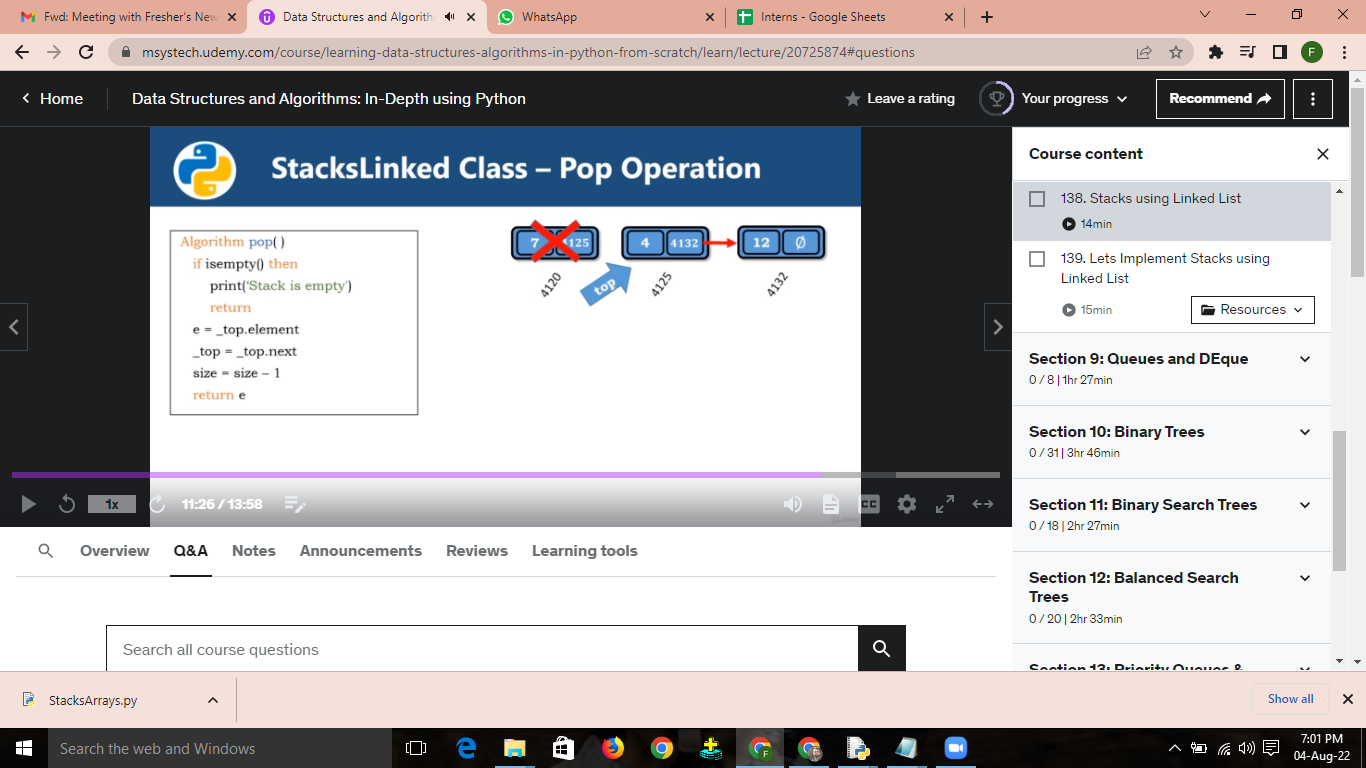 Fwd: Meeting with Fresher's New
Data Structures and Algorithm
WhatsApp
Interns - Google Sheets
msystech.udemy.com/course/learning-data-structures-algorithms-in-python-from-scratch/learn/lecture/20725874#questions
F
Home
Data Structures and Algorithms: In-Depth using Python
Leave a rating
Your progress
Recommend
StacksLinked Class – Pop Operation
Algorithm pop( )
if isempty() then
print('Stack is empty')
return
e = _top.element
_top = _top.next
size = size – 1
return e
7 4125
4 4132
12 Ø
4120
top
4125
4132
1x
11:26 / 13:58
CC
Course content
138. Stacks using Linked List
14min
139. Lets Implement Stacks using
Linked List
15min
Resources
Section 9: Queues and DEque
0 / 8 | 1hr 27min
Section 10: Binary Trees
0 / 31 | 3hr 46min
Section 11: Binary Search Trees
0 / 18 | 2hr 27min
Section 12: Balanced Search
Trees
0 / 20 | 2hr 33min
Section 13: Priority Queues &
Overview
Q&A
Notes
Announcements
Reviews
Learning tools
Search all course questions
StacksArrays.py
Show all
Search the web and Windows
7:01 PM
04-Aug-22